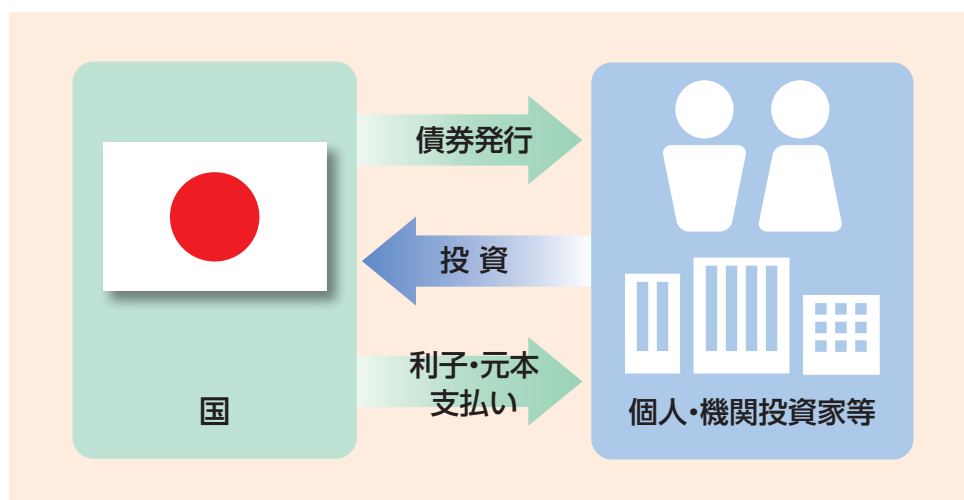 債券発行
投 資
利子・元本
支払い
国
個人・機関投資家等